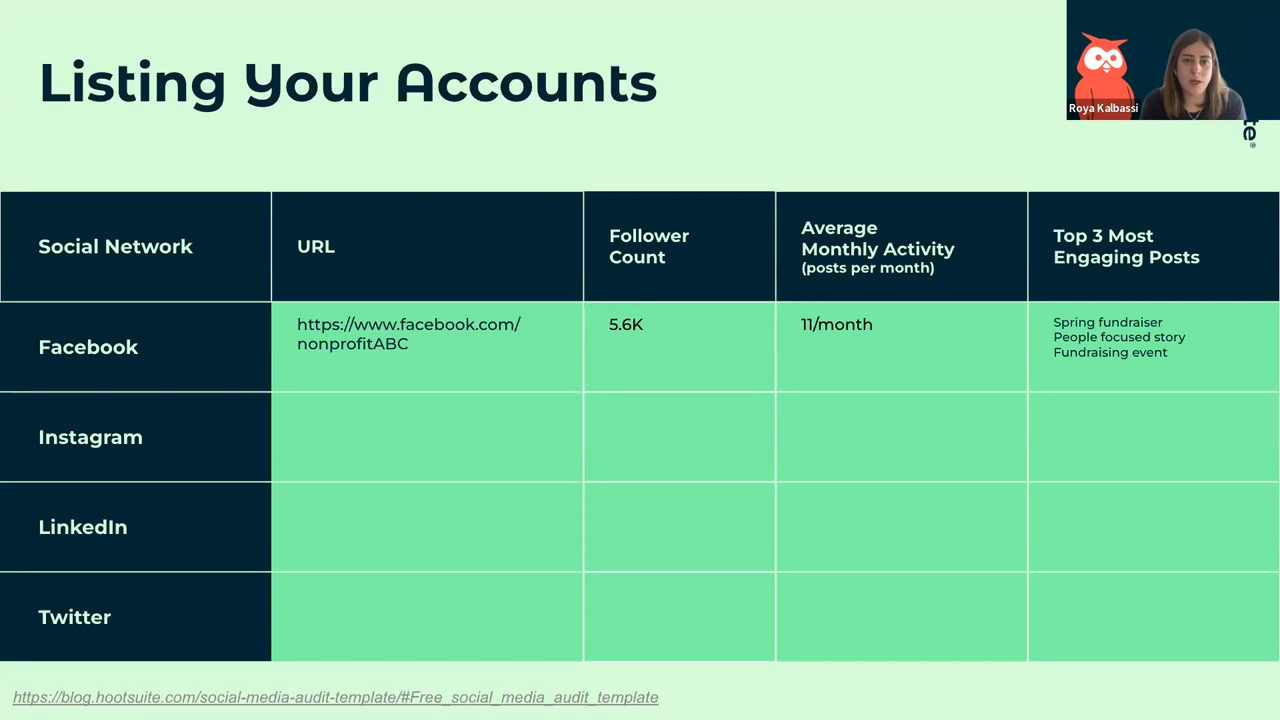 Listing Your Accounts
Roya Kalbassi
te®
Social Network
URL
Follower
Count
Average
Monthly Activity
(posts per month)
Top 3 Most
Engaging Posts
Facebook
https://www.facebook.com/
nonprofitABC
5.6K
11/month
Spring fundraiser
People focused story
Fundraising event
Instagram
LinkedIn
Twitter
https://blog.hootsuite.com/social-media-audit-template/#Free_social_media_audit_template